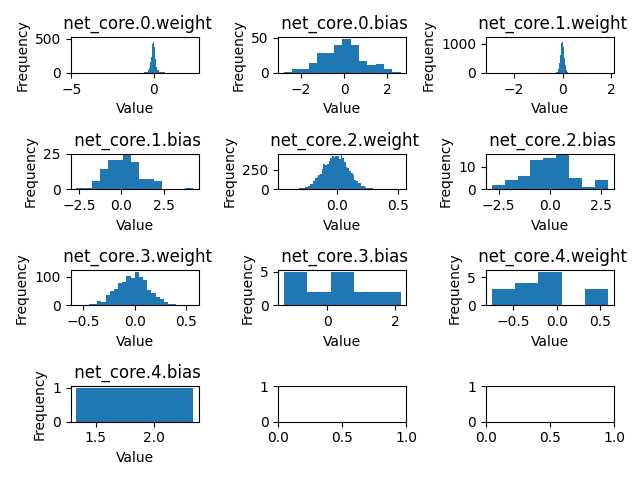 net_core.0.weight
Frequency
500
0
−5
0
Value
net_core.0.bias
Frequency
50
0
−2
0
2
Value
net_core.1.weight
Frequency
1000
0
−2
0
2
Value
net_core.1.bias
Frequency
25
0
−2.5
0.0
2.5
Value
net_core.2.weight
Frequency
250
0
0.0
0.5
Value
net_core.2.bias
Frequency
10
0
−2.5
0.0
2.5
Value
net_core.3.weight
Frequency
100
0
−0.5
0.0
0.5
Value
net_core.3.bias
Frequency
5
0
0
2
Value
net_core.4.weight
Frequency
5
0
−0.5
0.0
0.5
Value
net_core.4.bias
Frequency
1
0
1.5
2.0
Value
1
0
0.0
0.5
1.0
1
0
0.0
0.5
1.0